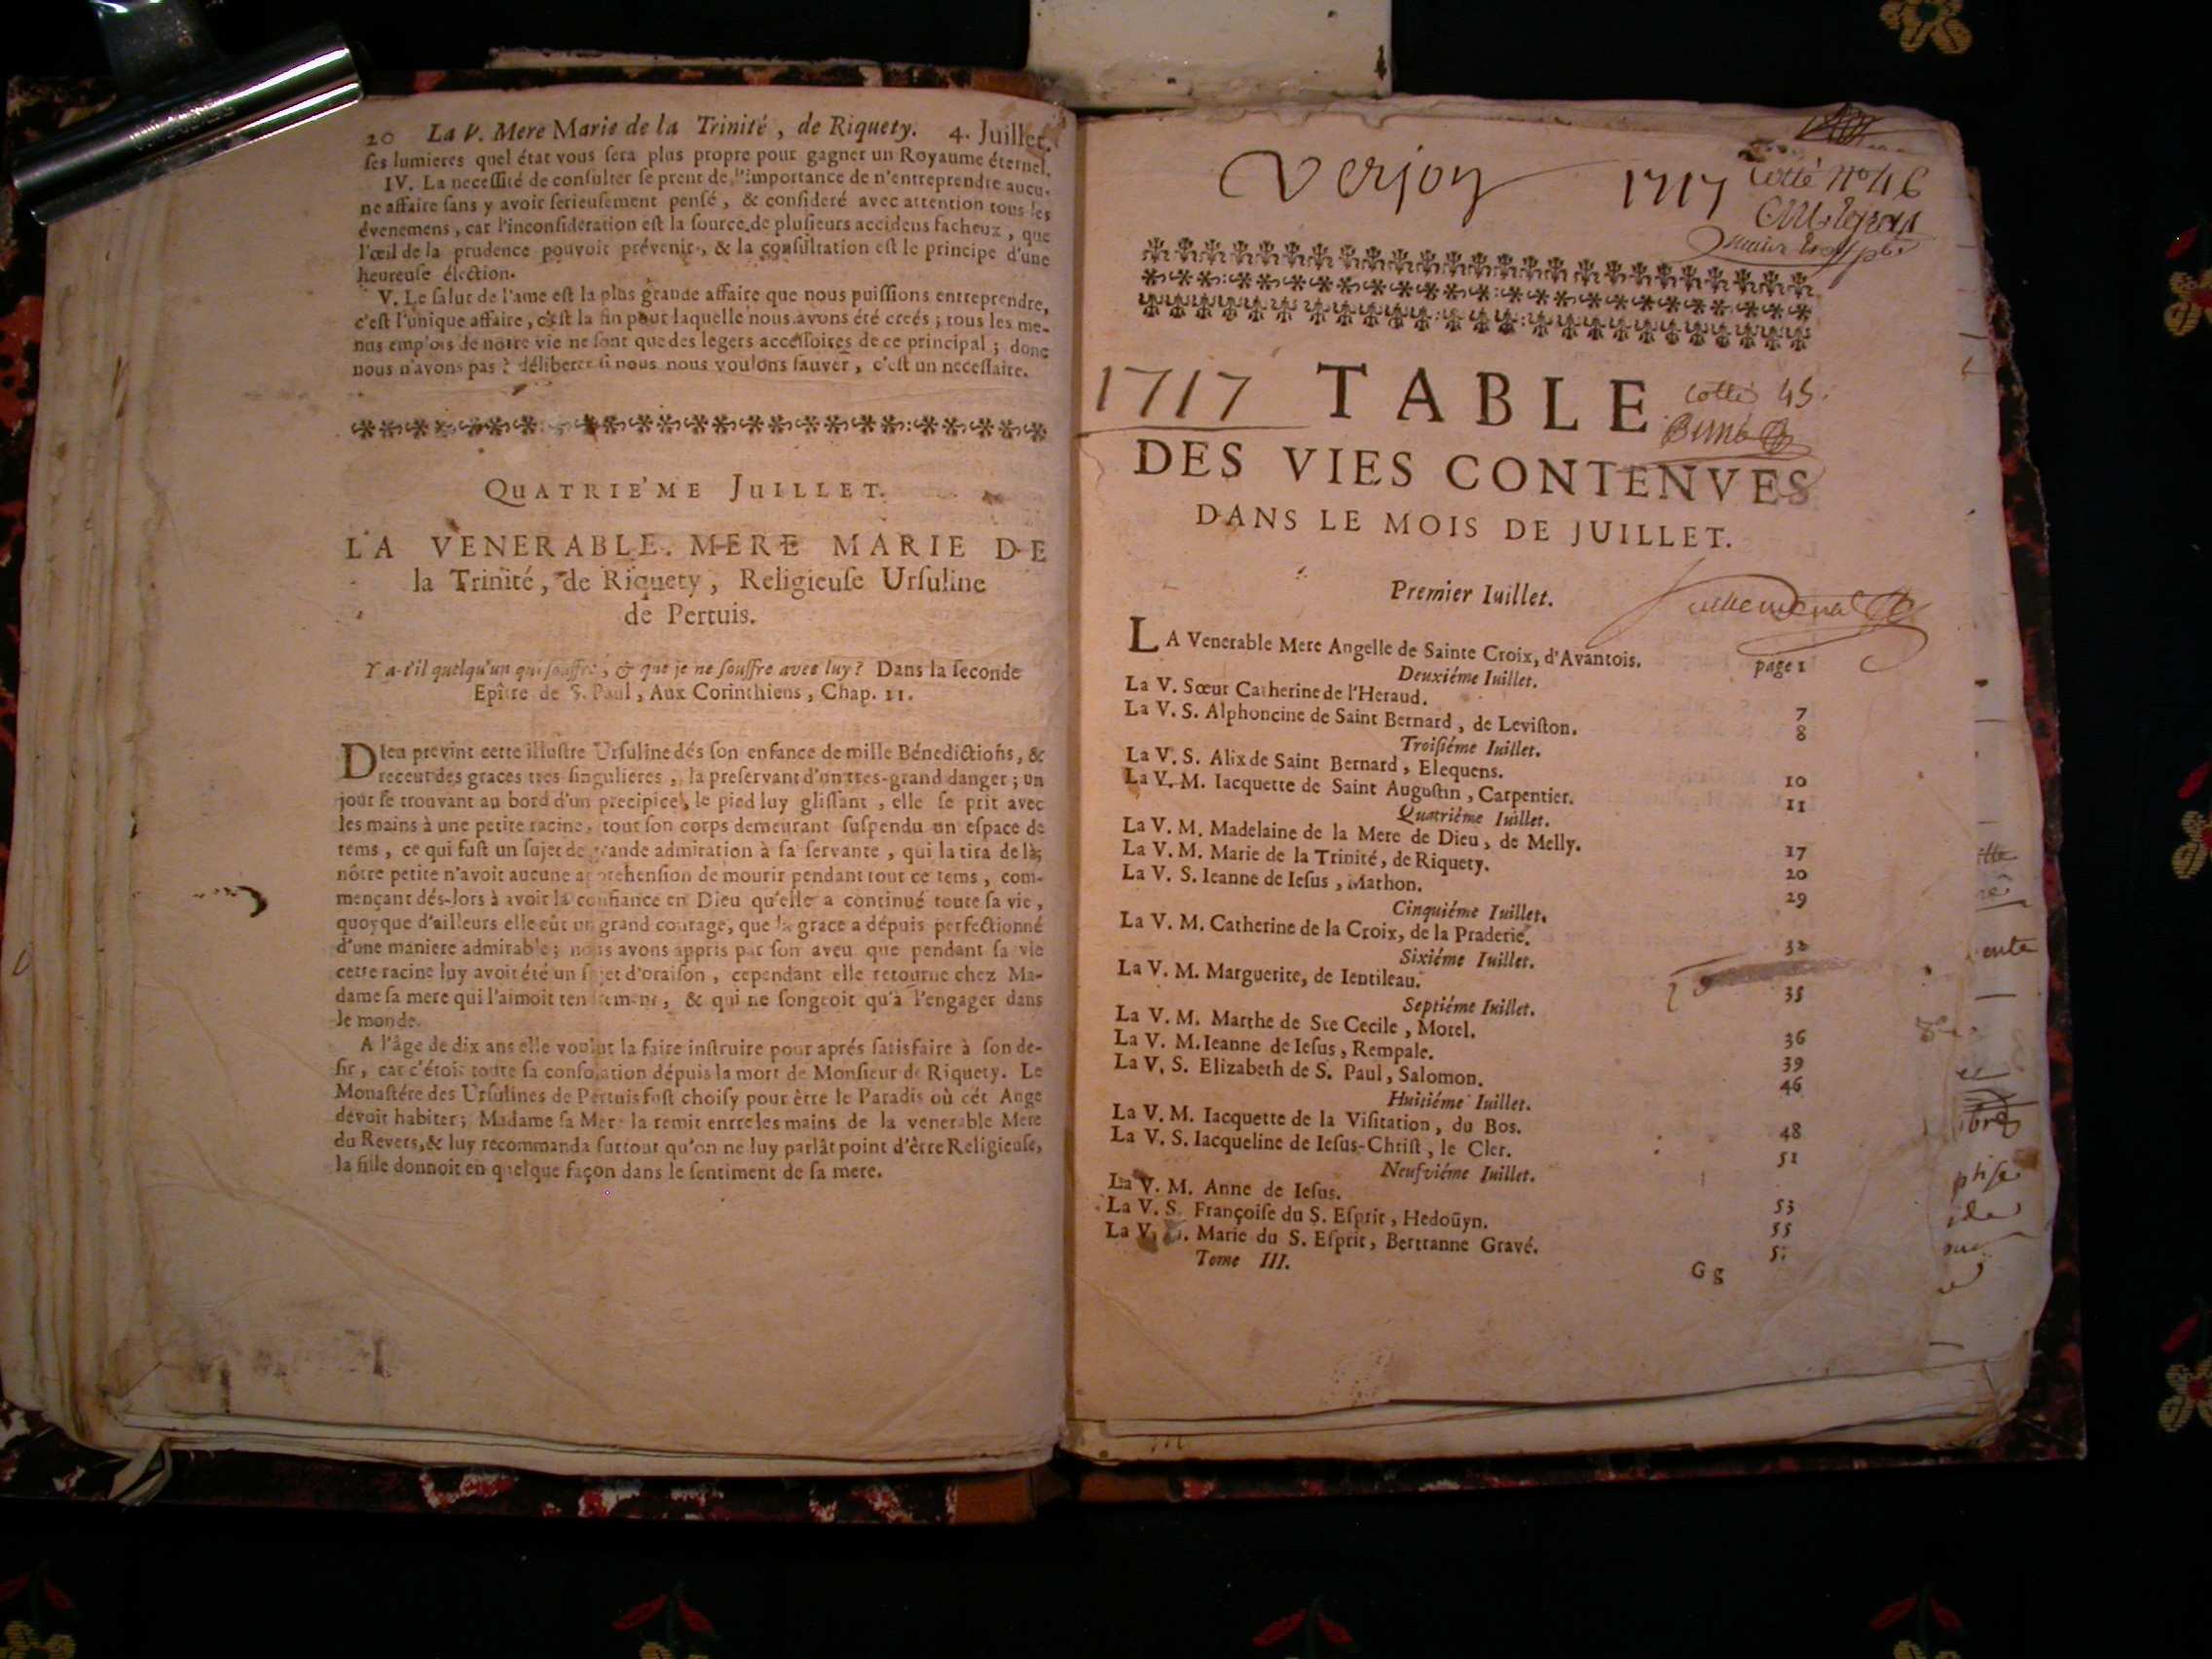 20 La V. Mere Marie de la Trinité, de Riquety. 4. Juillet.
ses lumieres quel état vous sera plus propre pour gagner un Royaume éternel.
IV. La necessité de consulter se prent de l'importance de n'entreprendre aucu-
ne affaire sans y avoir serieusement pensé, & consideré avec attention tous les
évenemens, car l'inconsideration est la source de plusieurs accidens facheux, que
l'œil de la prudence pouvoit prévenir, & la consultation est le principe d'une
heureuse élection.
V. Le salut de l'ame est la plus grande affaire que nous puissions entreprendre,
c'est l'unique affaire, c'est la fin pour laquelle nous avons été creés; tous les me-
nus emplois de nôtre vie ne sont que des legers accessoires de ce principal; donc
nous n'avons pas à déliberer si nous nous voulons sauver, c'est un necessaire.
QUATRIE'ME JUILLET.
LA VENERABLE MERE MARIE DE
la Trinité, de Riquety, Religieuse Ursuline
de Pertuis.
Y a-t'il quelqu'un qui souffre, & que je ne souffre avec luy? Dans la seconde
Epître de S. Paul, Aux Corinthiens, Chap. 11.
DIeu prévint cette illustre Ursuline dés son enfance de mille Bénedictions, &
receut des graces tres-singulieres, la preservant d'un tres-grand danger; un
jour se trouvant au bord d'un precipice, le pied luy glissant, elle se prit avec
les mains à une petite racine, tout son corps demeurant suspendu un espace de
tems, ce qui fust un sujet de grande admiration à sa servante, qui la tira de là;
nôtre petite n'avoit aucune apprehension de mourir pendant tout ce tems, com-
mençant dés-lors à avoir la confiance en Dieu qu'elle a continué toute sa vie,
quoyque d'ailleurs elle eût un grand courage, que la grace a dépuis perfectionné
d'une maniere admirable; nous avons appris par son aveu que pendant sa vie
cette racine luy avoit été un sujet d'oraison, cependant elle retourne chez Ma-
dame sa mere qui l'aimoit tendrement, & qui ne songeoit qu'à l'engager dans
le monde.
A l'âge de dix ans elle voulut la faire instruire pour aprés satisfaire à son de-
sir, car c'étoit toute sa consolation dépuis la mort de Monsieur de Riquety. Le
Monastére des Ursulines de Pertuis fust choisy pour être le Paradis où cét Ange
devoit habiter; Madame sa Mere la remit entre les mains de la venerable Mere
du Revers, & luy recommanda surtout qu'on ne luy parlât point d'être Religieuse,
la fille donnoit en quelque façon dans le sentiment de sa mere.
Verjon 1717 Cotté n° 46
1717 TABLE cotté 45.
DES VIES CONTENVES
DANS LE MOIS DE JUILLET.
Premier Iuillet.
LA Venerable Mere Angelle de Sainte Croix, d'Avantois. page 1
Deuxiéme Iuillet.
La V. Sœur Catherine de l'Heraud. 7
La V. S. Alphoncine de Saint Bernard, de Leviston. 8
Troisiéme Iuillet.
La V. S. Alix de Saint Bernard, Elequens. 10
La V. M. Iacquette de Saint Augustin, Carpentier. 11
Quatriéme Iuillet.
La V. M. Madelaine de la Mere de Dieu, de Melly. 17
La V. M. Marie de la Trinité, de Riquety. 20
La V. S. Ieanne de Iesus, Mathon. 29
Cinquiéme Iuillet.
La V. M. Catherine de la Croix, de la Praderie. 32
Sixiéme Iuillet.
La V. M. Marguerite, de Ientileau. 35
Septiéme Iuillet.
La V. M. Marthe de Ste Cecile, Morel. 36
La V. M. Ieanne de Iesus, Rempale. 39
La V. S. Elizabeth de S. Paul, Salomon. 46
Huitiéme Iuillet.
La V. M. Iacquette de la Visitation, du Bos. 48
La V. S. Iacqueline de Iesus-Christ, le Cler. 51
Neufviéme Iuillet.
La V. M. Anne de Iesus. 53
La V. S. Françoise du S. Esprit, Hedoüyn. 55
La V. Marie du S. Esprit, Bertranne Gravé.
Tome III. Gg